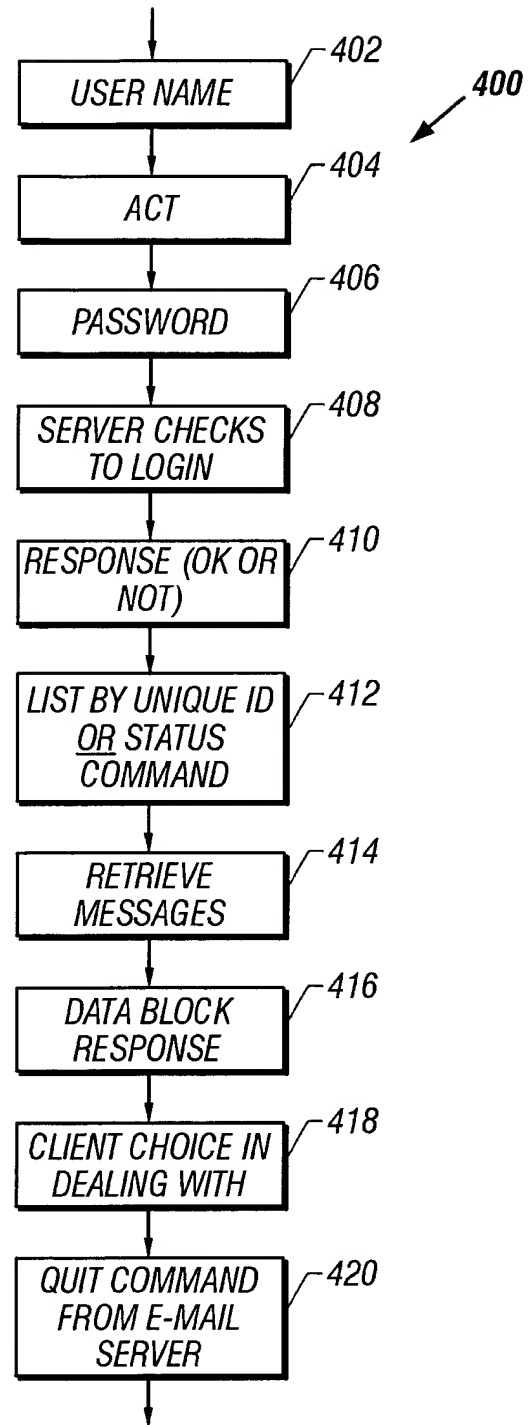 402
USER NAME
400
404
ACT
406
PASSWORD
408
SERVER CHECKS
TO LOGIN
410
RESPONSE (OK OR
NOT)
412
LIST BY UNIQUE ID
OR STATUS
COMMAND
414
RETRIEVE
MESSAGES
416
DATA BLOCK
RESPONSE
418
CLIENT CHOICE IN
DEALING WITH
420
QUIT COMMAND
FROM E-MAIL
SERVER